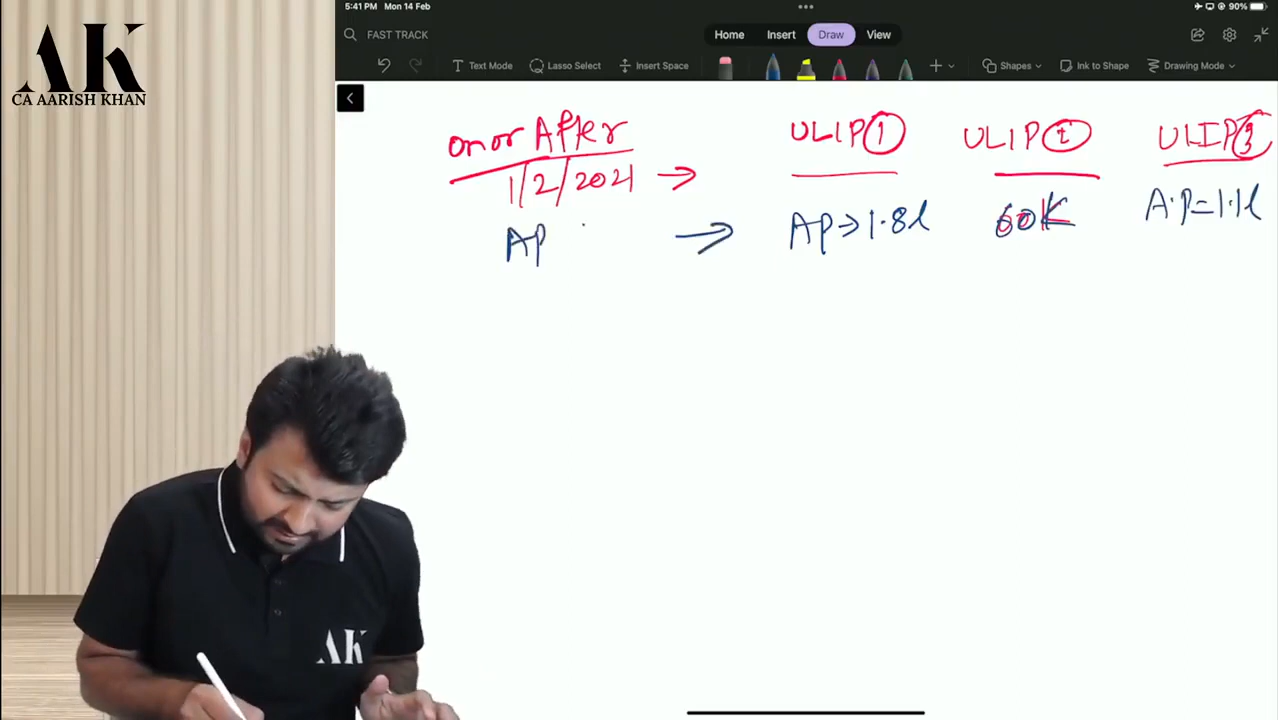 5:41 PM Mon 14 Feb
90%
AK
CA AARISH KHAN
FAST TRACK
Home Insert Draw View
Text Mode Lasso Select Insert Space Shapes Ink to Shape Drawing Mode
on or After ULIP 1 ULIP 2 ULIP 3
1/2/2021 →
AP → AP → 1.8l 60K A.P = 1.1l
AK